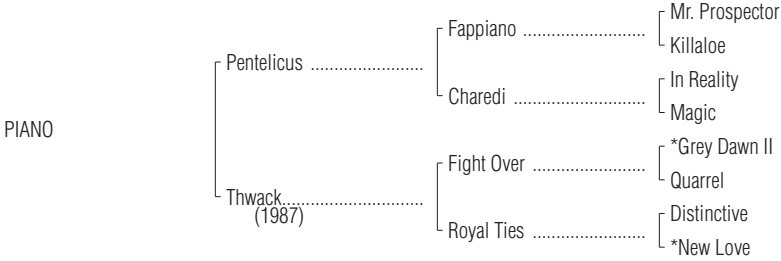 Mr. Prospector
Fappiano ..........................
Killaloe
Pentelicus ........................
In Reality
Charedi ............................
Magic
PIANO
*Grey Dawn II
Fight Over ........................
Quarrel
Thwack..............................
(1987)
Distinctive
Royal Ties ........................
*New Love